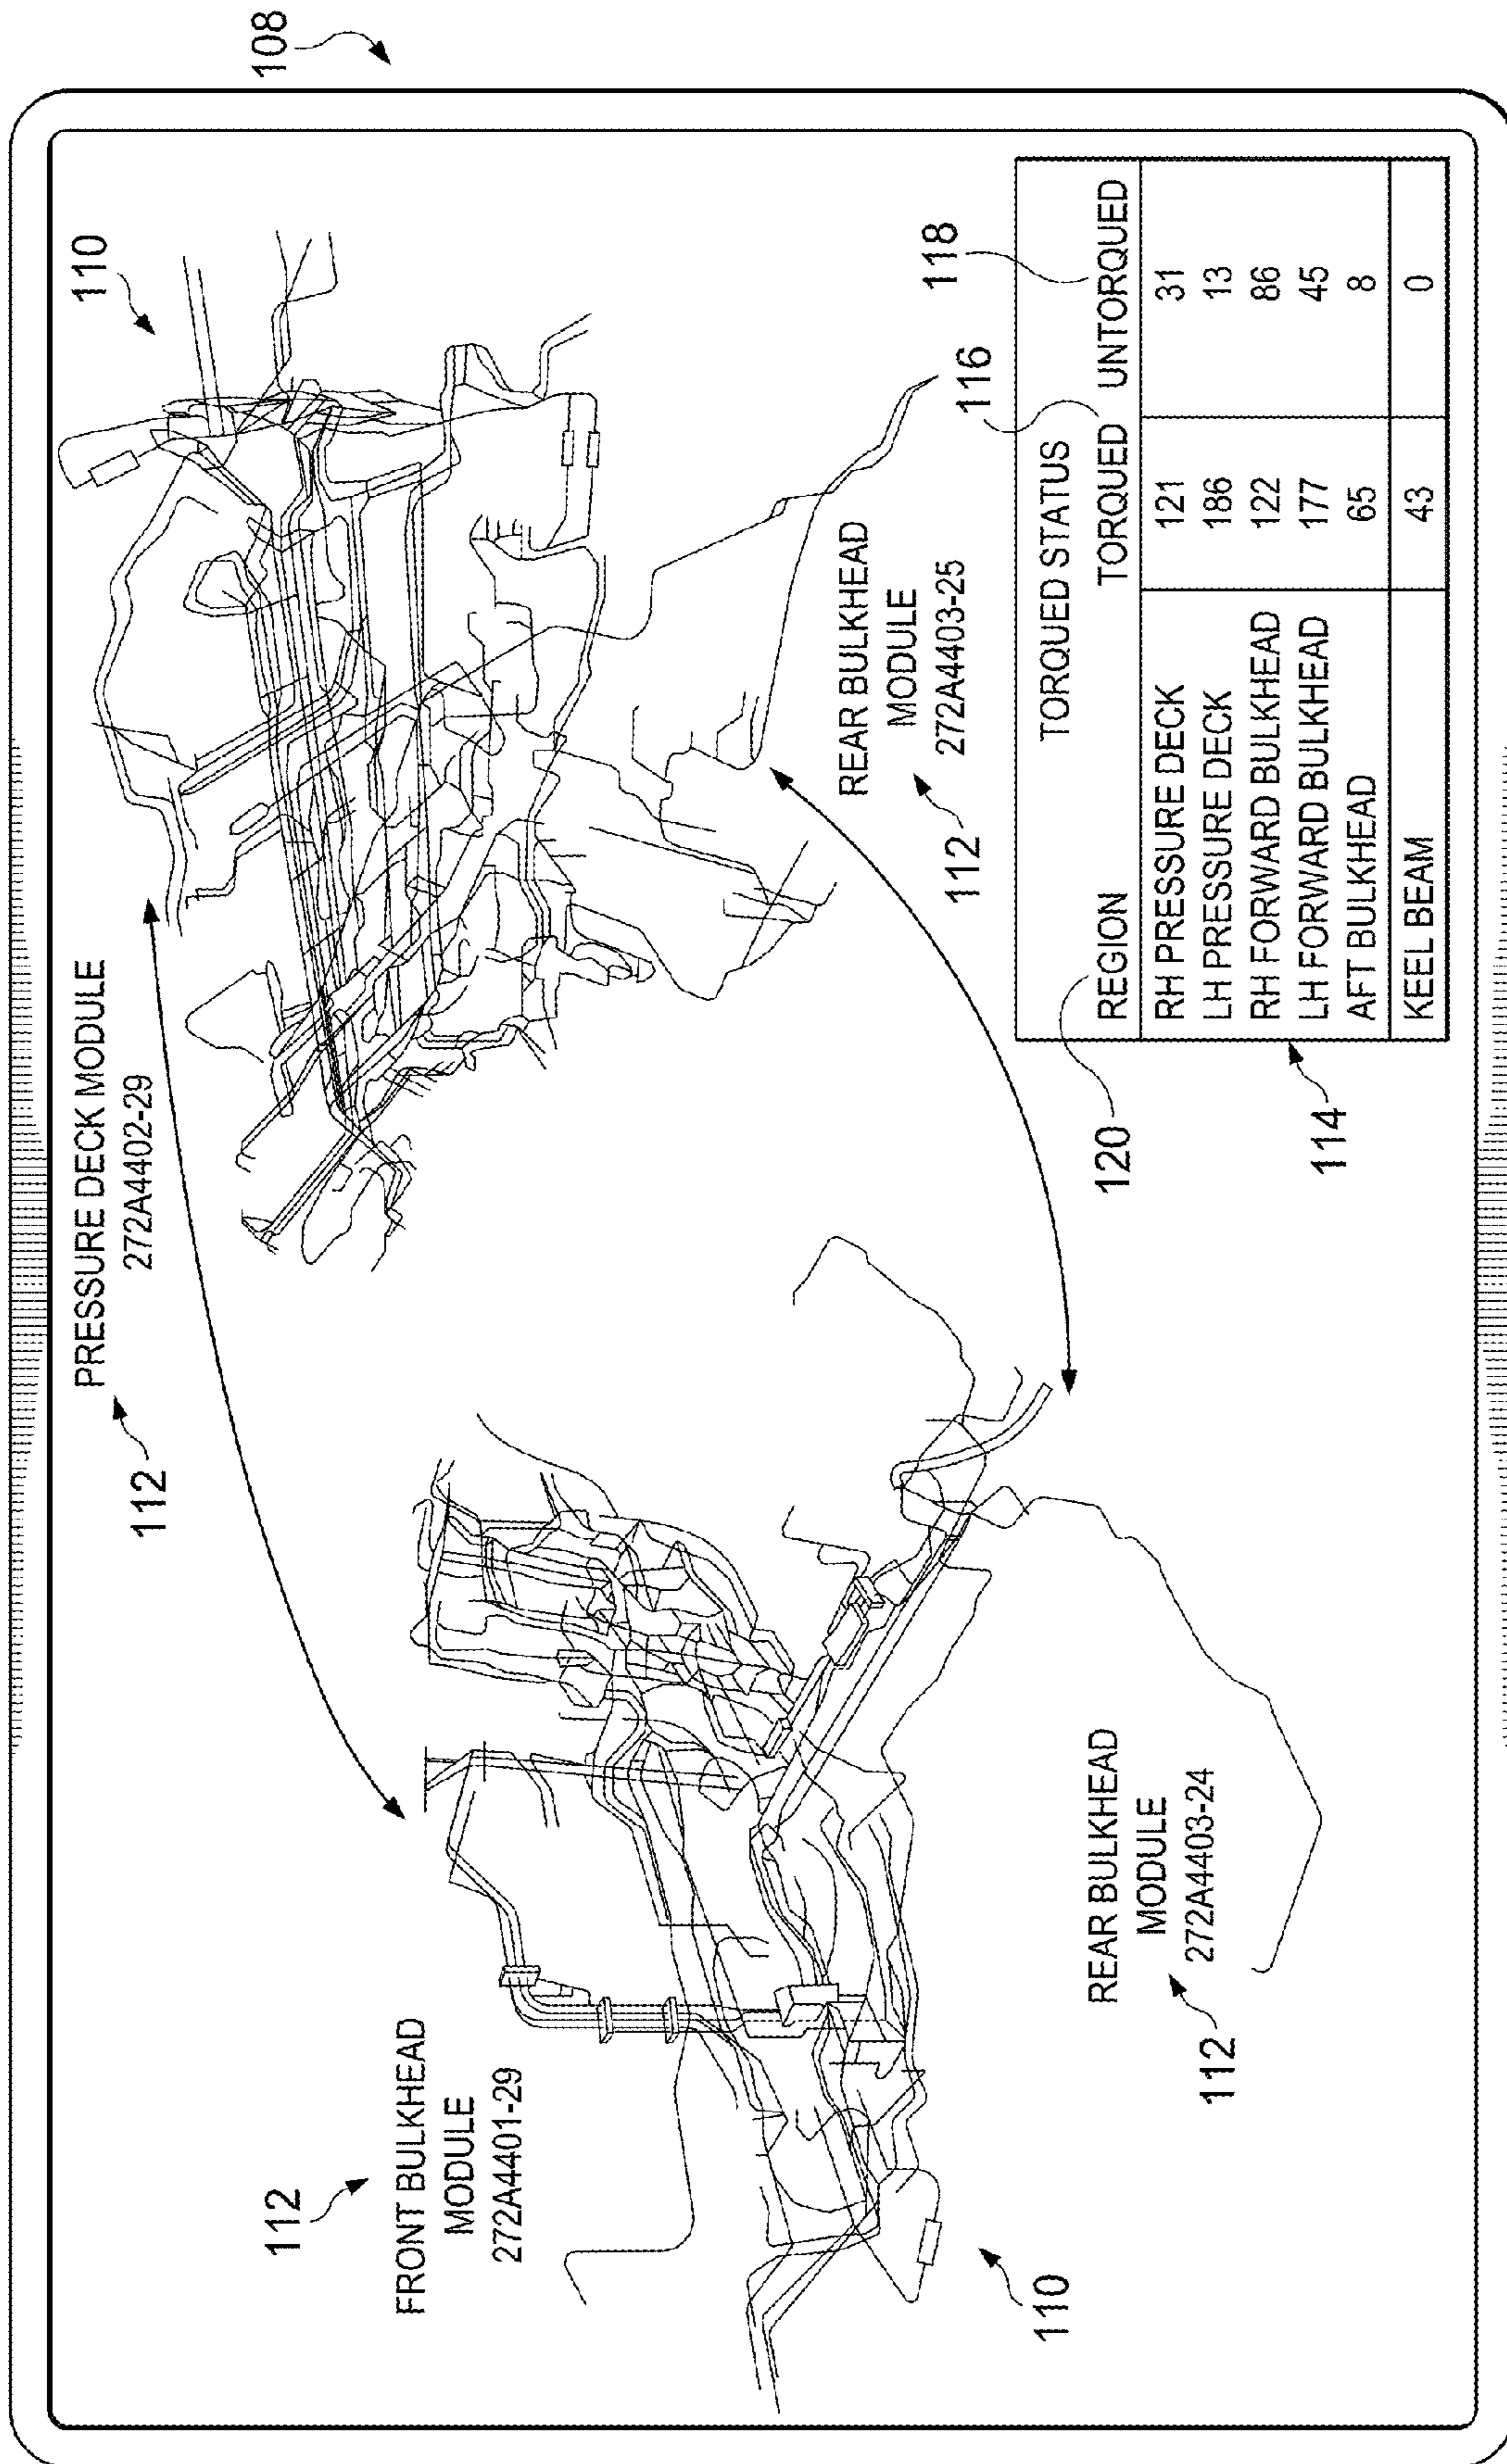 108
110
PRESSURE DECK MODULE
272A4402-29
112
112
FRONT BULKHEAD
MODULE
272A4401-29
REAR BULKHEAD
MODULE
272A4403-25
112
REAR BULKHEAD
MODULE
272A4403-24
112
110
116
118
120
114
TORQUED STATUS
REGION TORQUED UNTORQUED
RH PRESSURE DECK 121 31
LH PRESSURE DECK 186 13
RH FORWARD BULKHEAD 122 86
LH FORWARD BULKHEAD 177 45
AFT BULKHEAD 65 8
KEEL BEAM 43 0